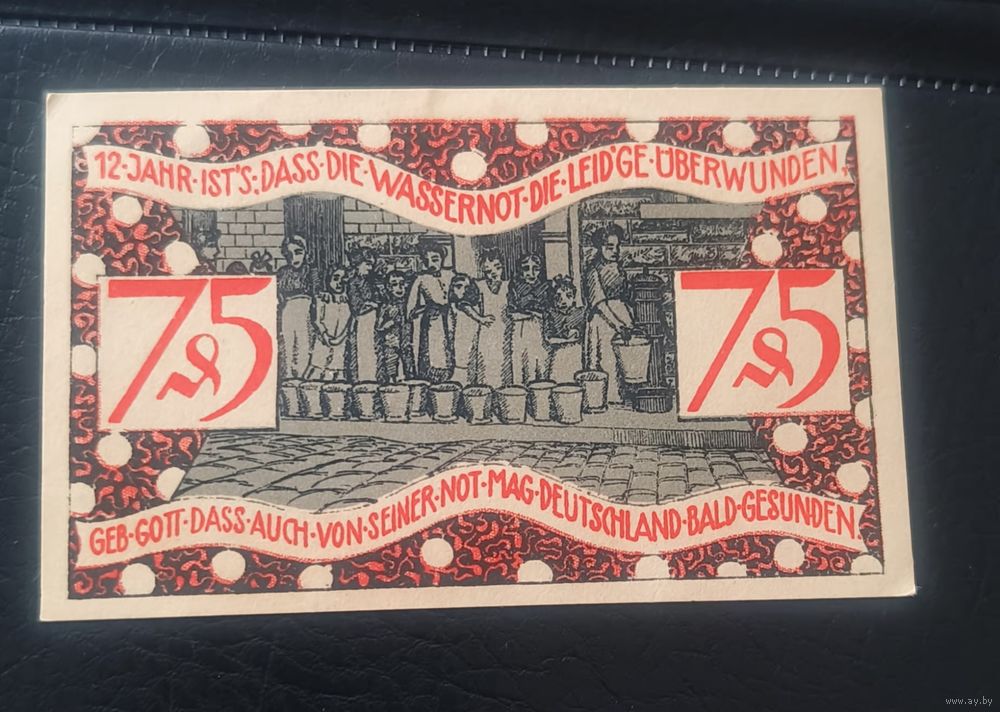 12·JAHR·IST'S; DASS·DIE·WASSERNOT·DIE·LEID'GE·ÜBERWUNDEN,
75 75
GEB·GOTT·DASS·AUCH·VON·SEINER·NOT·MAG·DEUTSCHLAND·BALD·GESUNDEN.
www.ay.by